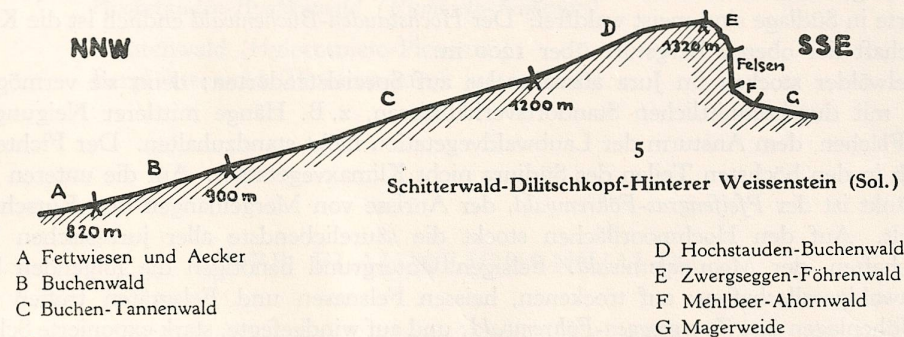 NNW
SSE
A
B
C
D
E
F
G
820 m
900 m
1200 m
1320 m
Felsen
5
Schitterwald-Dilitschkopf-Hinterer Weissenstein (Sol.)
A Fettwiesen und Aecker
B Buchenwald
C Buchen-Tannenwald
D Hochstauden-Buchenwald
E Zwergseggen-Föhrenwald
F Mehlbeer-Ahornwald
G Magerweide